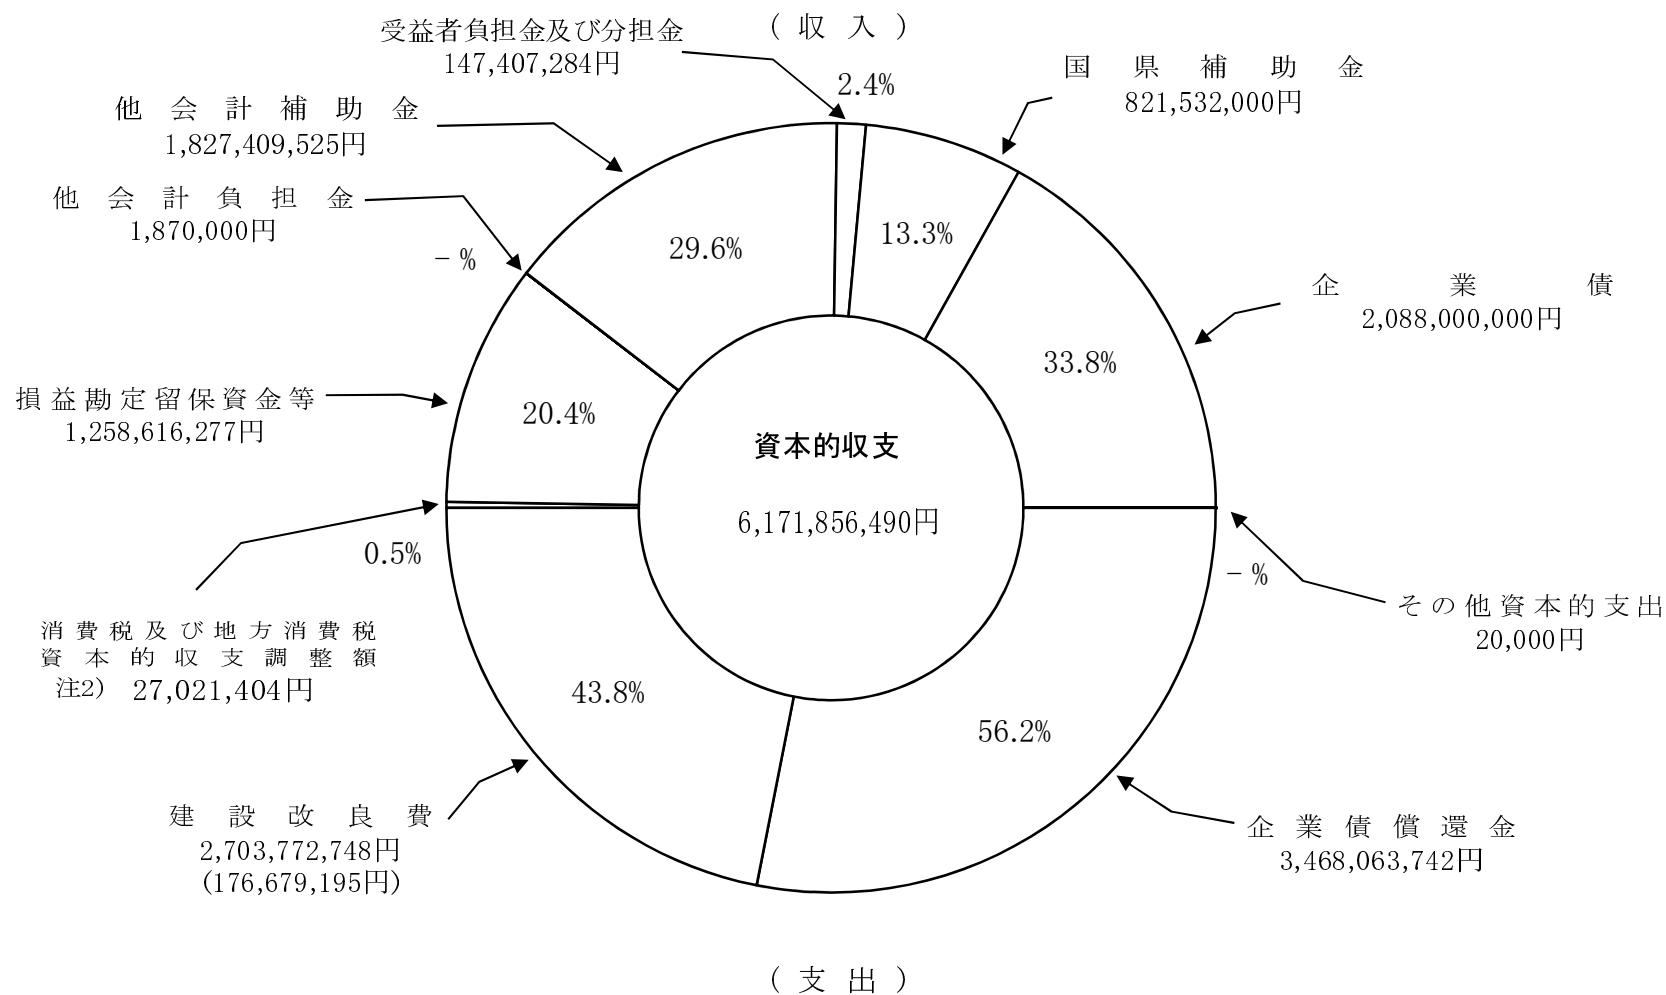 (収入)
受益者負担金及び分担金
147,407,284円
2.4%
国県補助金
821,532,000円
他会計補助金
1,827,409,525円
他会計負担金
1,870,000円
-%
29.6%
13.3%
企業債
2,088,000,000円
33.8%
損益勘定留保資金等
1,258,616,277円
20.4%
資本的収支
6,171,856,490円
0.5%
-%
その他資本的支出
20,000円
消費税及び地方消費税
資本的収支調整額
注2) 27,021,404円
43.8%
56.2%
建設改良費
2,703,772,748円
(176,679,195円)
企業債償還金
3,468,063,742円
(支出)